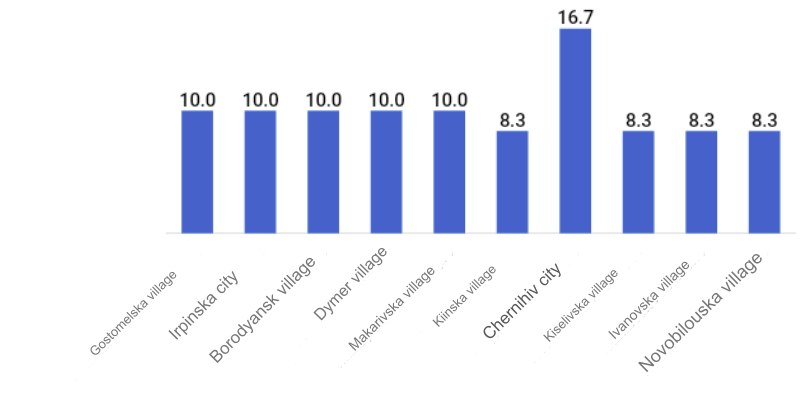 16.7
10.0
10.0
10.0
10.0
10.0
8.3
8.3
8.3
8.3
Gostomelska village
Irpinska city
Borodyansk village
Dymer village
Makarivska village
Kiinska village
Chernihiv city
Kiselivska village
Ivanovska village
Novobilouska village